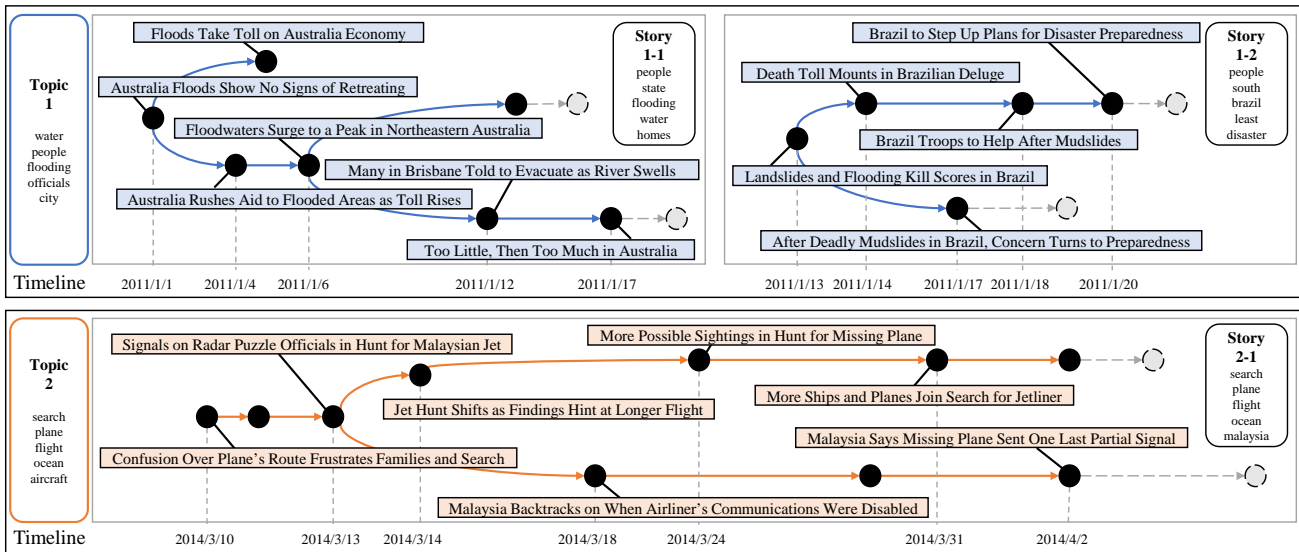 Topic
1
water
people
flooding
officials
city
Floods Take Toll on Australia Economy
Australia Floods Show No Signs of Retreating
Floodwaters Surge to a Peak in Northeastern Australia
Many in Brisbane Told to Evacuate as River Swells
Australia Rushes Aid to Flooded Areas as Toll Rises
Too Little, Then Too Much in Australia
Story
1-1
people
state
flooding
water
homes
Brazil to Step Up Plans for Disaster Preparedness
Death Toll Mounts in Brazilian Deluge
Brazil Troops to Help After Mudslides
Landslides and Flooding Kill Scores in Brazil
After Deadly Mudslides in Brazil, Concern Turns to Preparedness
Story
1-2
people
south
brazil
least
disaster
Timeline
2011/1/1
2011/1/4
2011/1/6
2011/1/12
2011/1/17
2011/1/13
2011/1/14
2011/1/17
2011/1/18
2011/1/20
Topic
2
search
plane
flight
ocean
aircraft
Signals on Radar Puzzle Officials in Hunt for Malaysian Jet
More Possible Sightings in Hunt for Missing Plane
Jet Hunt Shifts as Findings Hint at Longer Flight
More Ships and Planes Join Search for Jetliner
Malaysia Says Missing Plane Sent One Last Partial Signal
Confusion Over Plane's Route Frustrates Families and Search
Malaysia Backtracks on When Airliner's Communications Were Disabled
Story
2-1
search
plane
flight
ocean
malaysia
Timeline
2014/3/10
2014/3/13
2014/3/14
2014/3/18
2014/3/24
2014/3/31
2014/4/2